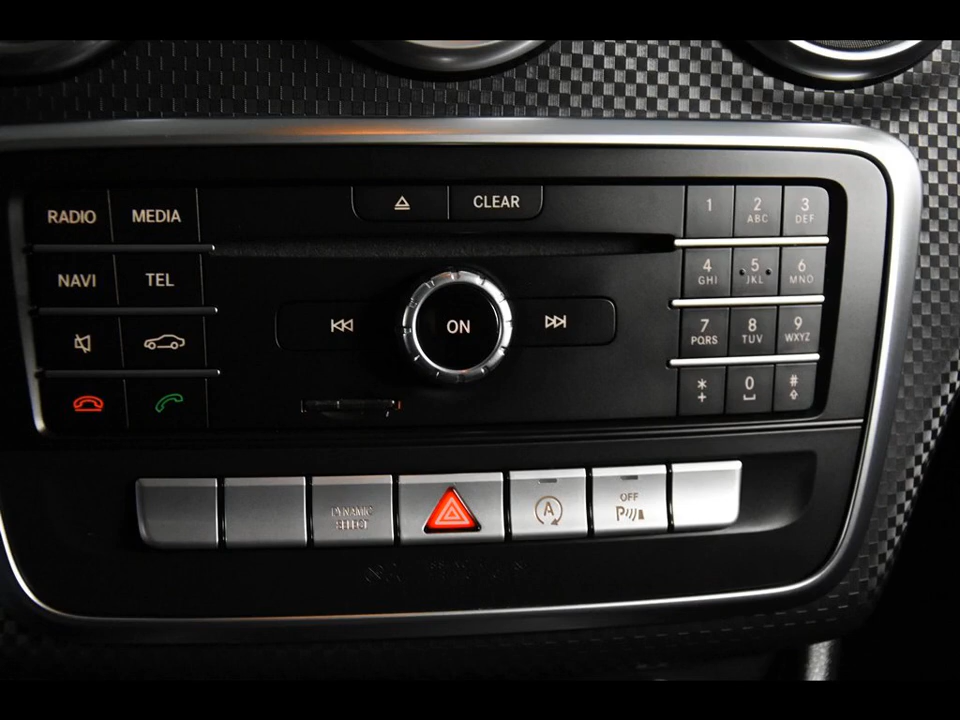 RADIO MEDIA
NAVI TEL
CLEAR
ON
1 2 ABC 3 DEF
4 GHI 5 JKL 6 MNO
7 PQRS 8 TUV 9 WXYZ
* + 0 #
DYNAMIC
SELECT
A
OFF
P